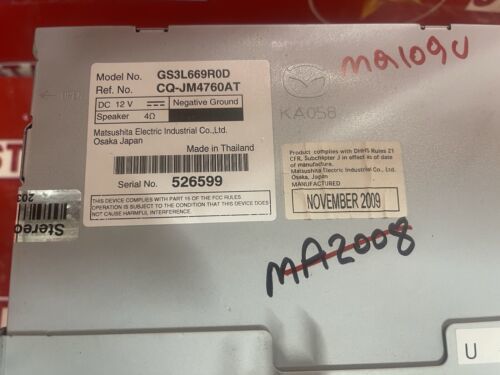 Model No. GS3L669R0D
Ref. No. CQ-JM4760AT
DC 12 V Negative Ground
Speaker 4Ω
Matsushita Electric Industrial Co.,Ltd.
Osaka Japan
Made in Thailand
Serial No. 526599
THIS DEVICE COMPLIES WITH PART 15 OF THE FCC RULES
OPERATION IS SUBJECT TO THE CONDITION THAT THIS DEVICE DOES
NOT CAUSE HARMFUL INTERFERENCE.
KA058
Product complies with DHHS Rules 21
CFR, Subchapter J in effect as of date
of manufacture.
Matsushita Electric Industrial Co., Ltd.
Osaka, Japan
MANUFACTURED
NOVEMBER 2009
MA2008
Stereo
203
U